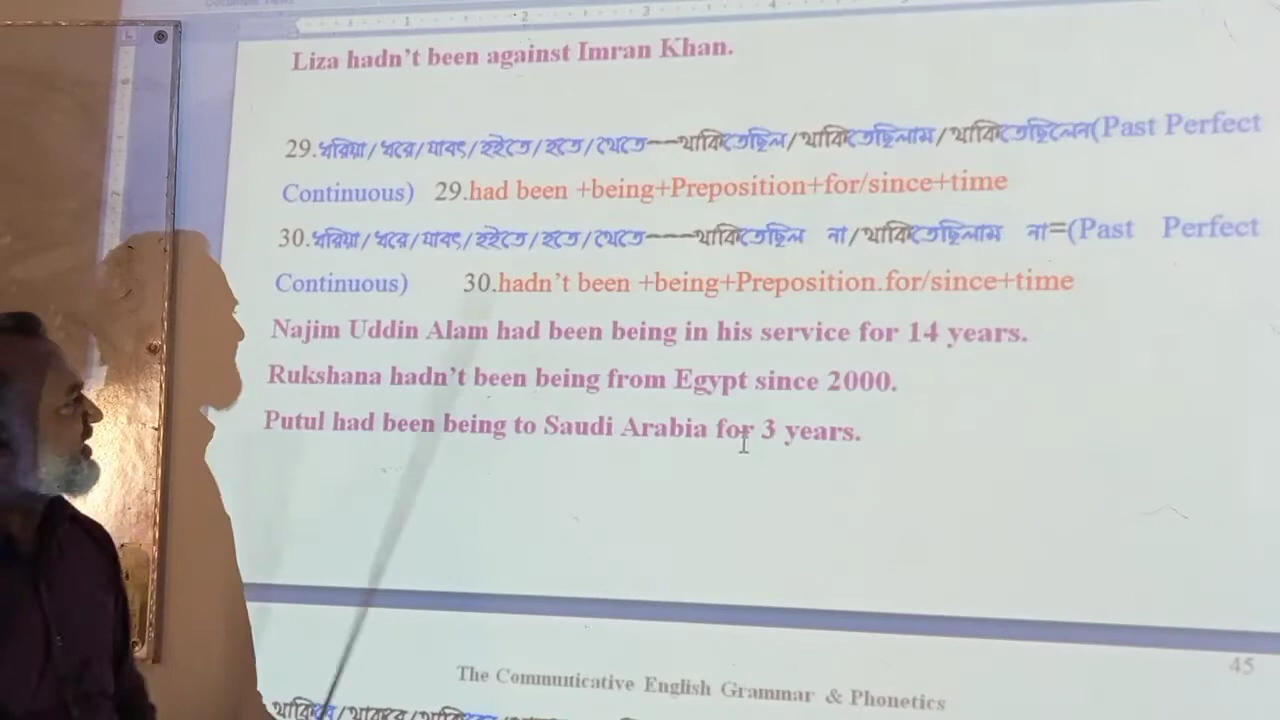 Liza hadn't been against Imran Khan.
29.ধরিয়া/ধরে/যাবৎ/হইতে/হতে/থেতে---থাকিতেছিল/থাকিতেছিলাম/থাকিতেছিলেন(Past Perfect
Continuous) 29.had been +being+Preposition+for/since+time
30.ধরিয়া/ধরে/যাবৎ/হইতে/হতে/থেতে----থাকিতেছিল না/থাকিতেছিলাম না=(Past Perfect
Continuous) 30.hadn't been +being+Preposition.for/since+time
Najim Uddin Alam had been being in his service for 14 years.
Rukshana hadn't been being from Egypt since 2000.
Putul had been being to Saudi Arabia for 3 years.
45
The Communicative English Grammar & Phonetics